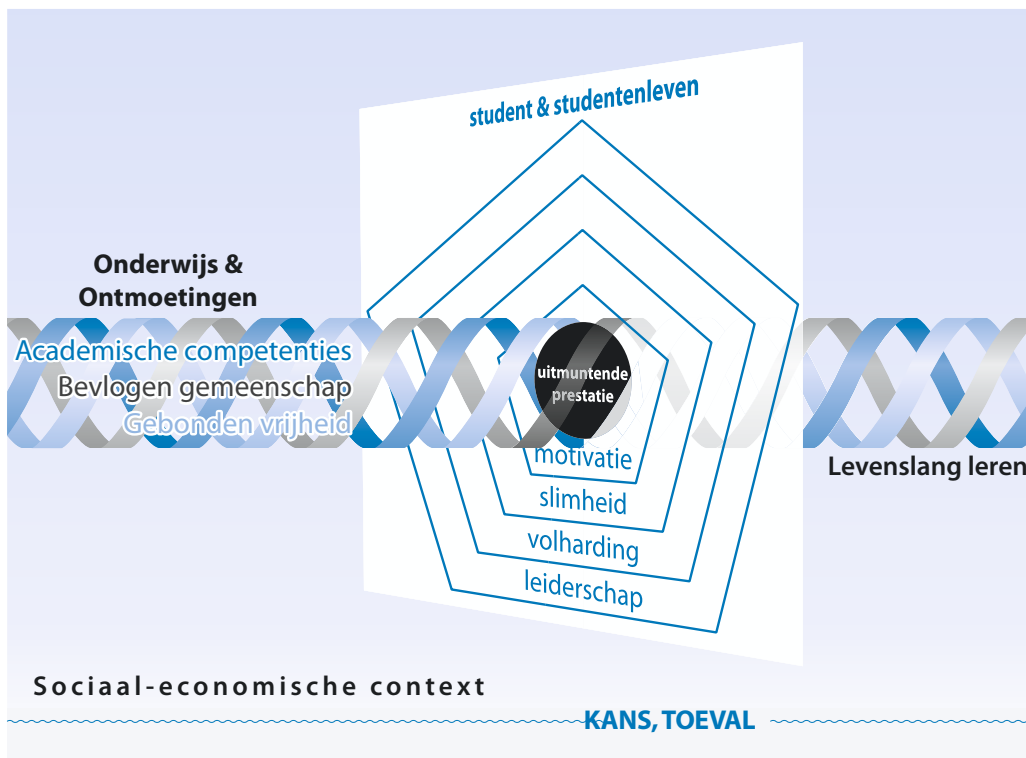 student & studentenleven
Onderwijs &
Ontmoetingen
Academische competenties
Bevlogen gemeenschap
Gebonden vrijheid
uitmuntende
prestatie
motivatie
slimheid
volharding
leiderschap
Levenslang leren
Sociaal-economische context
KANS, TOEVAL